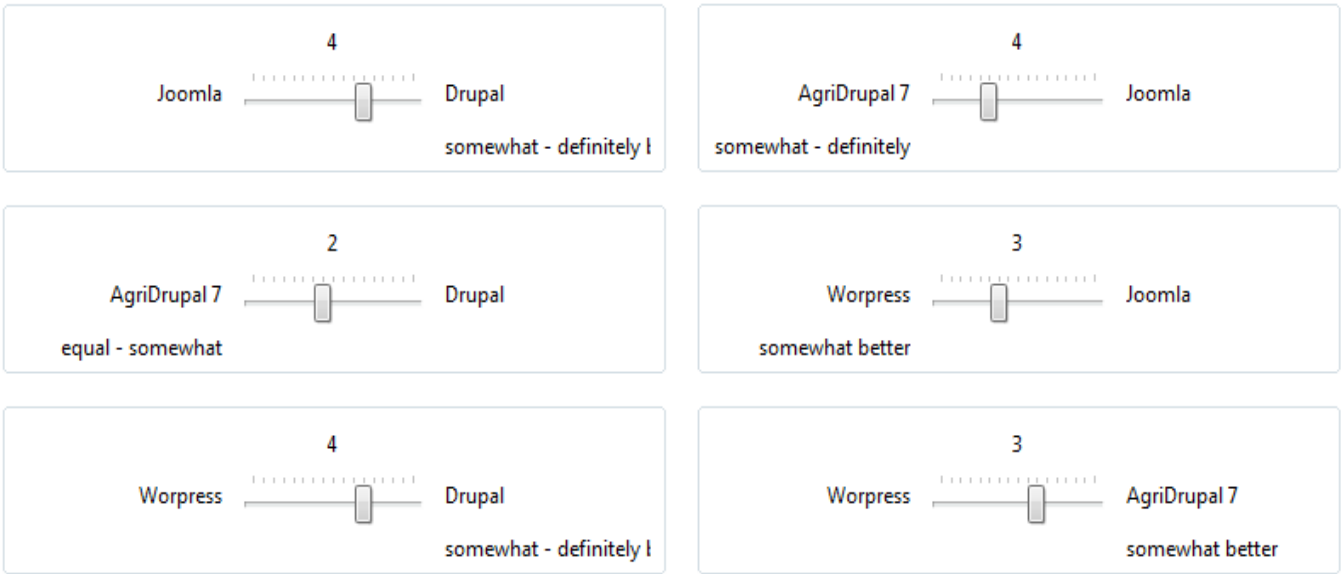 4
Joomla Drupal
somewhat - definitely b
4
AgriDrupal 7 Joomla
somewhat - definitely
2
AgriDrupal 7 Drupal
equal - somewhat
3
Worpress Joomla
somewhat better
4
Worpress Drupal
somewhat - definitely b
3
Worpress AgriDrupal 7
somewhat better